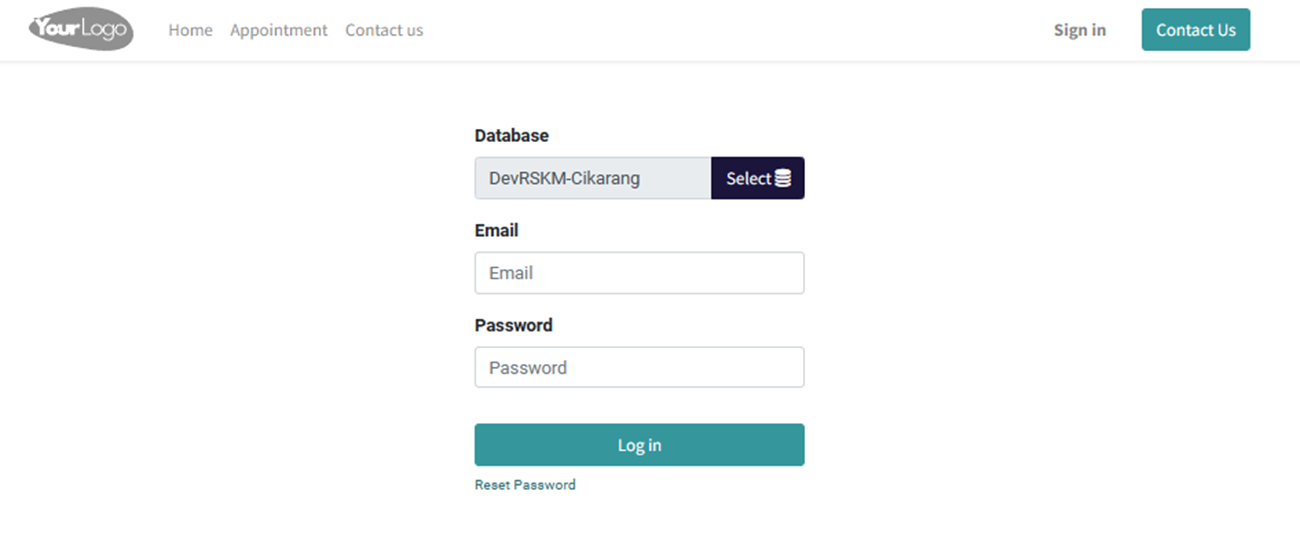 YourLogo Home Appointment Contact us Sign in Contact Us
Database
DevRSKM-Cikarang Select
Email
Email
Password
Password
Log in
Reset Password